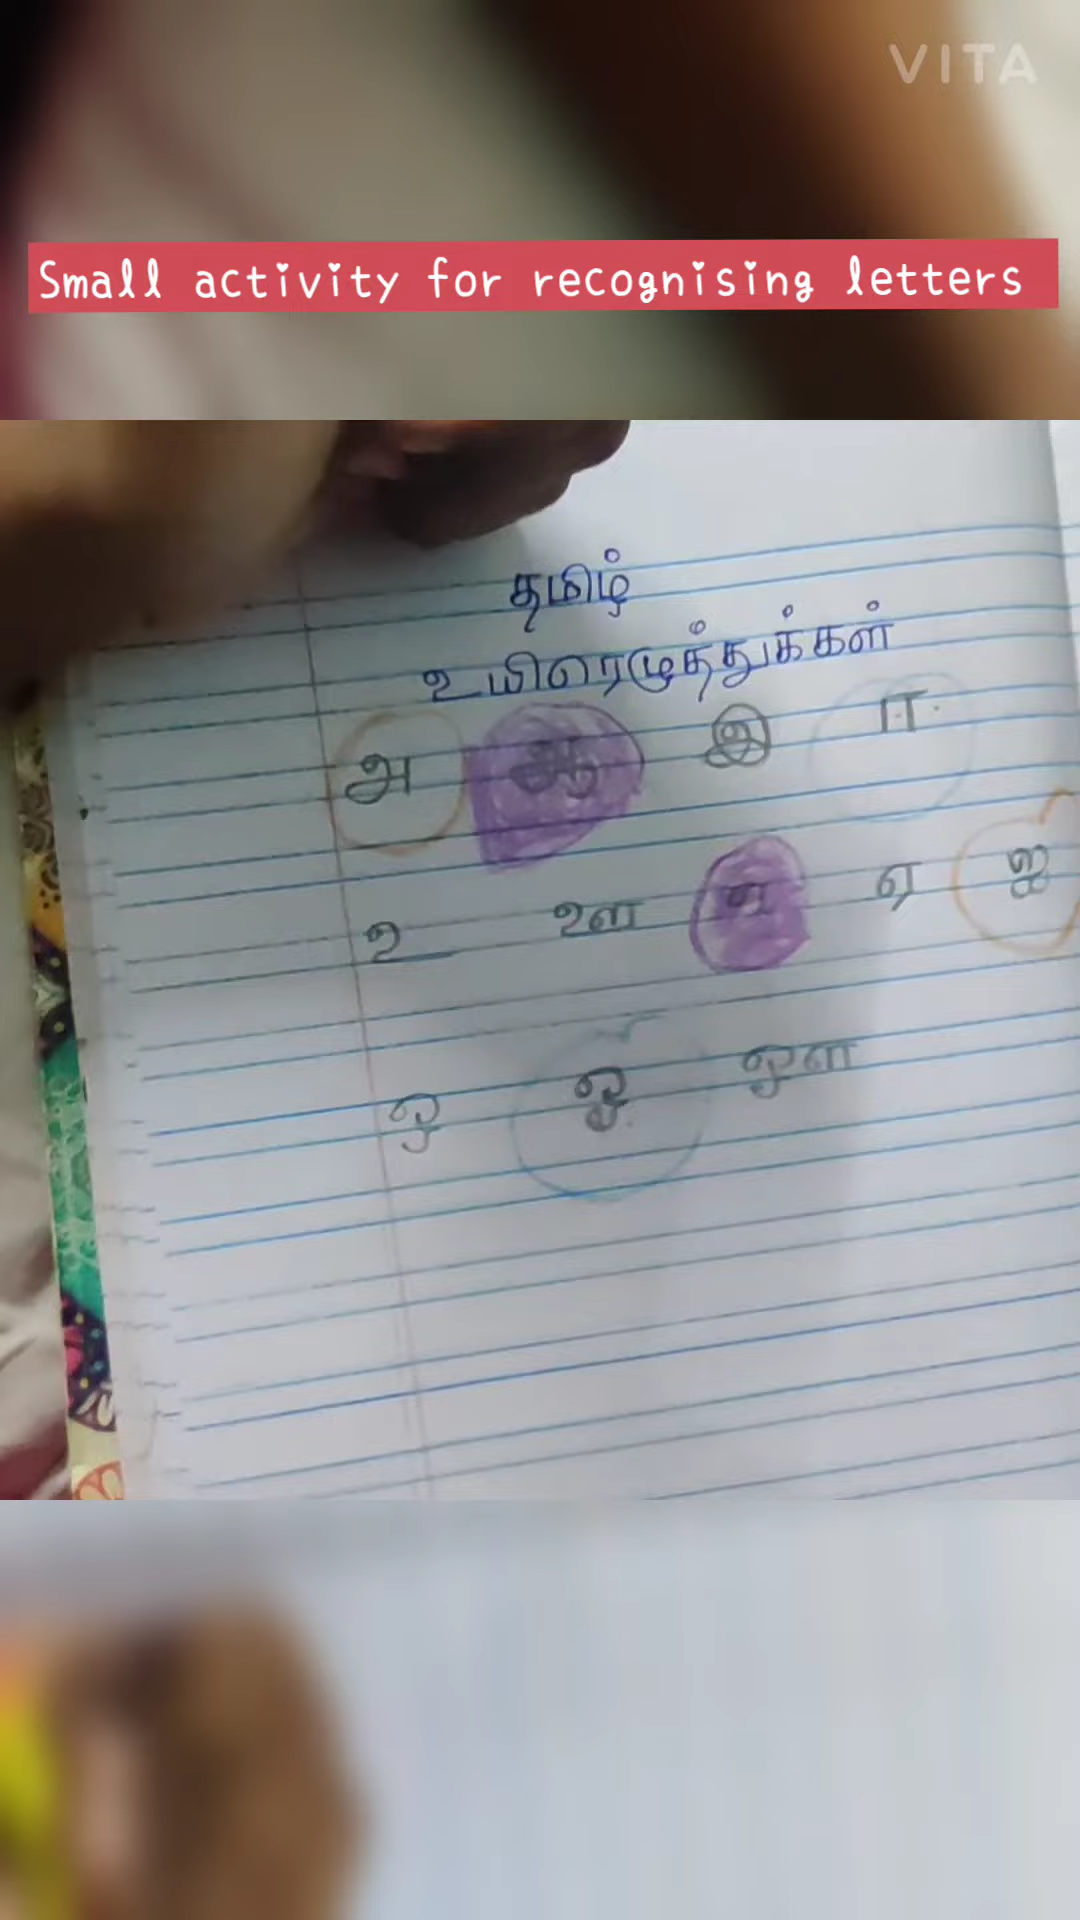 VITA
Small activity for recognising letters
தமிழ்
உயிரெழுத்துக்கள்
அ ஆ இ ஈ
உ ஊ எ ஏ ஐ
ஒ ஓ ஔ